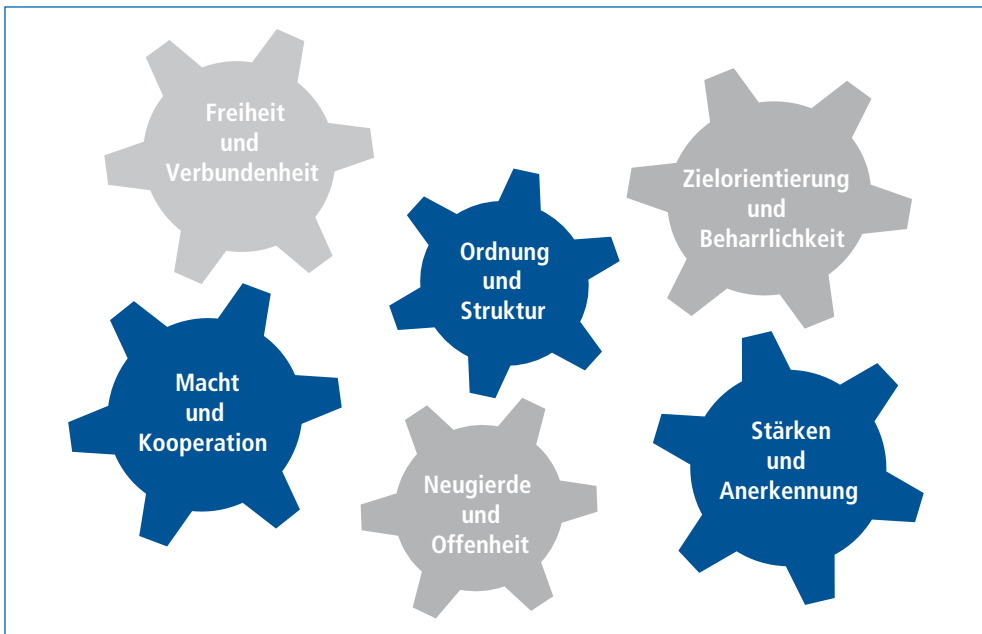 Freiheit
und
Verbundenheit
Zielorientierung
und
Beharrlichkeit
Ordnung
und
Struktur
Macht
und
Kooperation
Stärken
und
Anerkennung
Neugierde
und
Offenheit